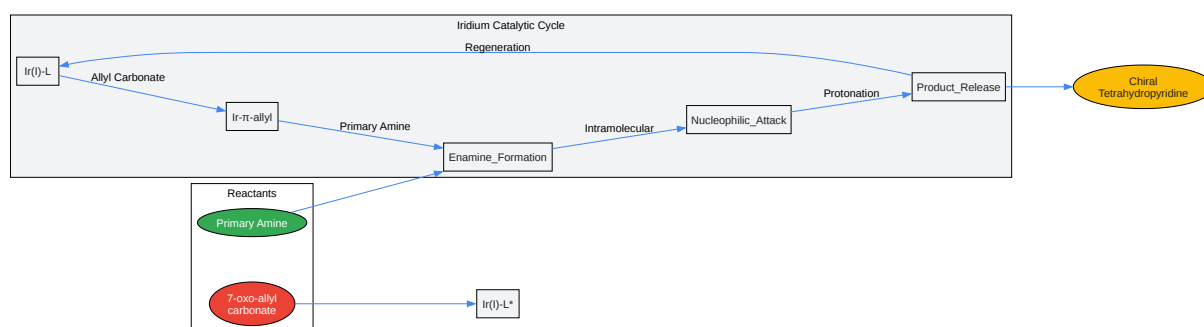 Iridium Catalytic Cycle
Regeneration
Ir(I)-L
Allyl Carbonate
Ir-π-allyl
Primary Amine
Enamine_Formation
Intramolecular
Nucleophilic_Attack
Protonation
Product_Release
Chiral
Tetrahydropyridine
Reactants
Primary Amine
7-oxo-allyl
carbonate
Ir(I)-L*